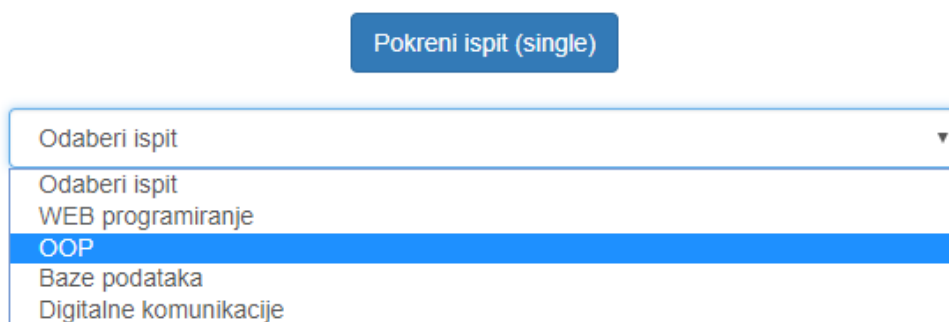 Pokreni ispit (single)
Odaberi ispit
Odaberi ispit
WEB programiranje
OOP
Baze podataka
Digitalne komunikacije